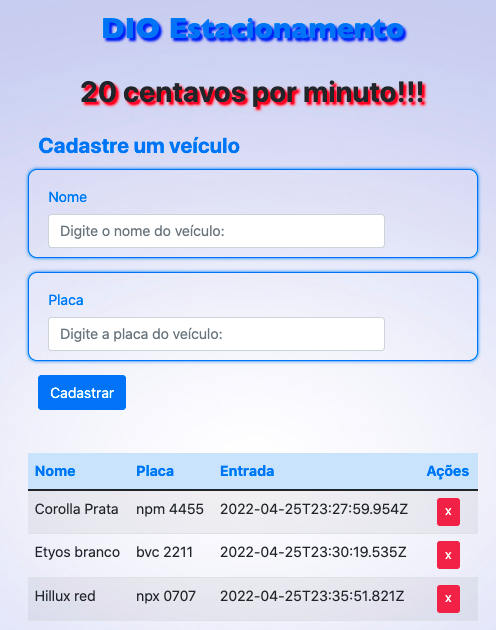 DIO Estacionamento
20 centavos por minuto!!!
Cadastre um veículo
Nome
Digite o nome do veículo:
Placa
Digite a placa do veículo:
Cadastrar
Nome Placa Entrada Ações
Corolla Prata npm 4455 2022-04-25T23:27:59.954Z x
Etyos branco bvc 2211 2022-04-25T23:30:19.535Z x
Hillux red npx 0707 2022-04-25T23:35:51.821Z x